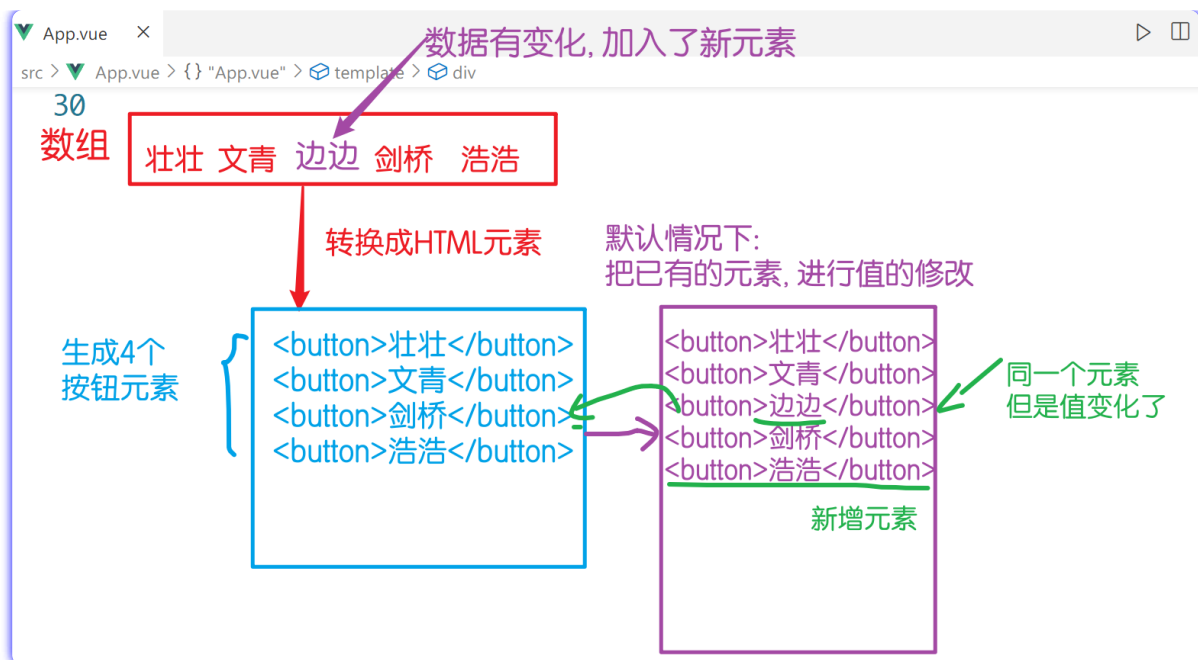 App.vue
数据有变化, 加入了新元素
src > App.vue > {} "App.vue" > template > div
30
数组
壮壮 文青 边边 剑桥 浩浩
转换成HTML元素
默认情况下:
把已有的元素, 进行值的修改
生成4个
按钮元素
<button>壮壮</button>
<button>文青</button>
<button>剑桥</button>
<button>浩浩</button>
<button>壮壮</button>
<button>文青</button>
<button>边边</button>
<button>剑桥</button>
<button>浩浩</button>
同一个元素
但是值变化了
新增元素